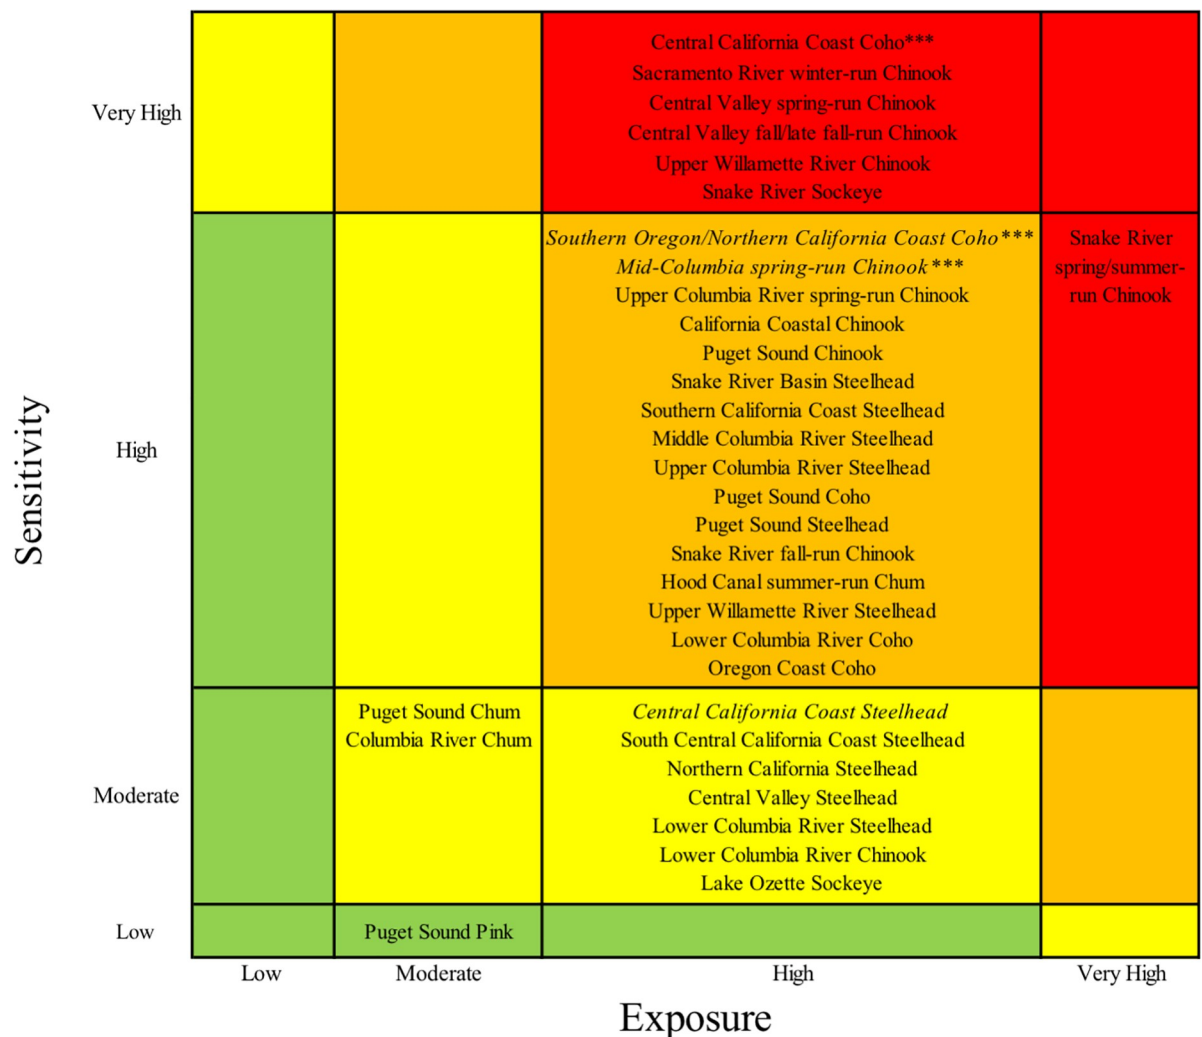 Sensitivity
Very High
Central California Coast Coho***
Sacramento River winter-run Chinook
Central Valley spring-run Chinook
Central Valley fall/late fall-run Chinook
Upper Willamette River Chinook
Snake River Sockeye
High
Southern Oregon/Northern California Coast Coho***
Mid-Columbia spring-run Chinook***
Upper Columbia River spring-run Chinook
California Coastal Chinook
Puget Sound Chinook
Snake River Basin Steelhead
Southern California Coast Steelhead
Middle Columbia River Steelhead
Upper Columbia River Steelhead
Puget Sound Coho
Puget Sound Steelhead
Snake River fall-run Chinook
Hood Canal summer-run Chum
Upper Willamette River Steelhead
Lower Columbia River Coho
Oregon Coast Coho
Snake River
spring/summer-
run Chinook
Moderate
Puget Sound Chum
Columbia River Chum
Central California Coast Steelhead
South Central California Coast Steelhead
Northern California Steelhead
Central Valley Steelhead
Lower Columbia River Steelhead
Lower Columbia River Chinook
Lake Ozette Sockeye
Low
Puget Sound Pink
Low
Moderate
High
Very High
Exposure